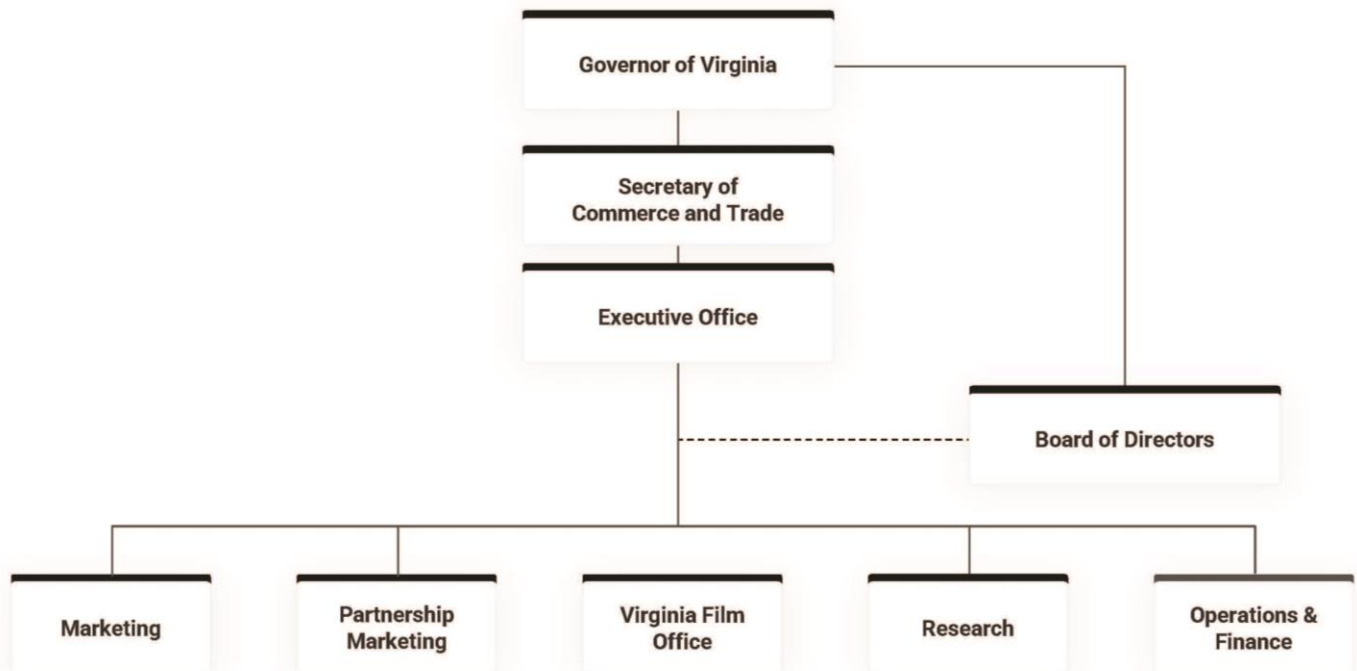 Governor of Virginia
Secretary of
Commerce and Trade
Executive Office
Board of Directors
Marketing
Partnership
Marketing
Virginia Film
Office
Research
Operations &
Finance